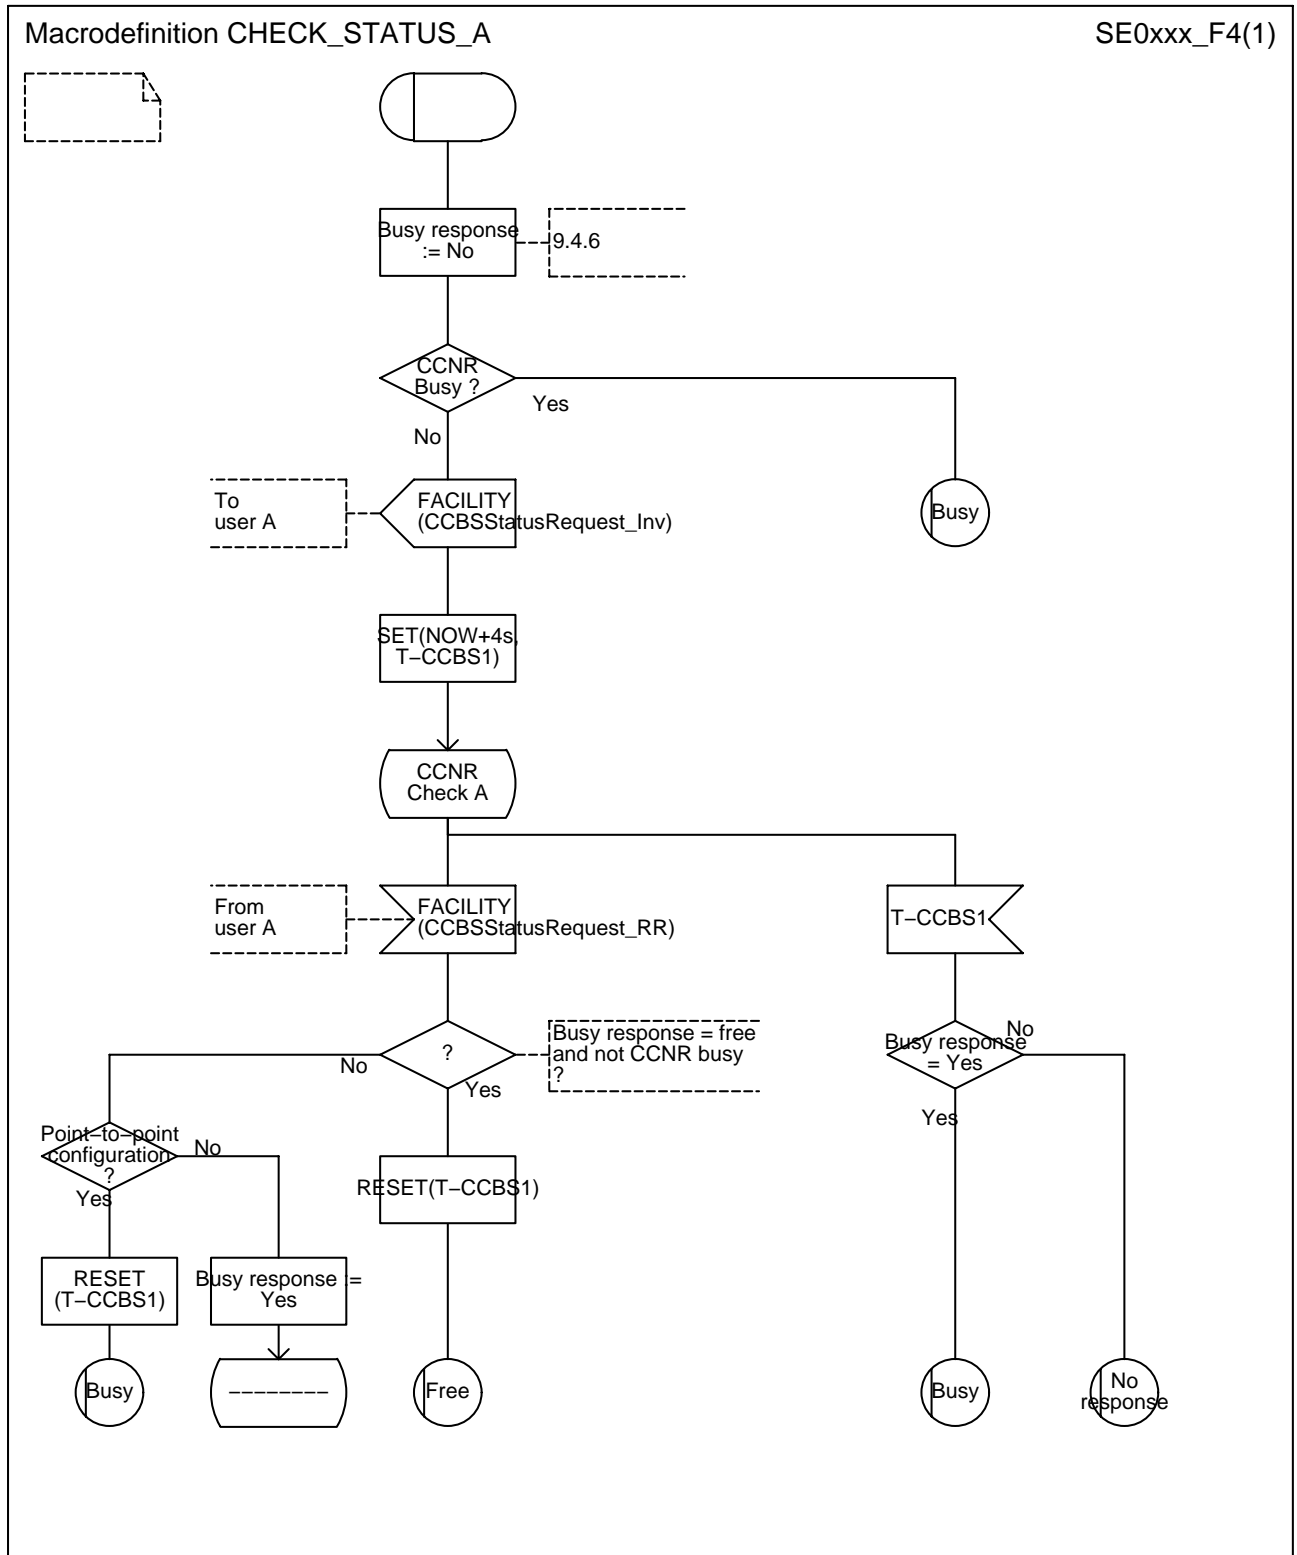 Macrodefinition CHECK_STATUS_A
SE0xxx_F4(1)
Busy response
:= No
9.4.6
CCNR
Busy ?
Yes
No
To
user A
FACILITY
(CCBSStatusRequest_Inv)
Busy
SET(NOW+4s,
T−CCBS1)
CCNR
Check A
From
user A
FACILITY
(CCBSStatusRequest_RR)
T−CCBS1
?
Busy response = free
and not CCNR busy
?
No
Yes
Busy response
= Yes
No
Yes
Point−to−point
configuration
?
No
Yes
RESET(T−CCBS1)
RESET
(T−CCBS1)
Busy response :=
Yes
Busy
−−−−−−−−
Free
Busy
No
response